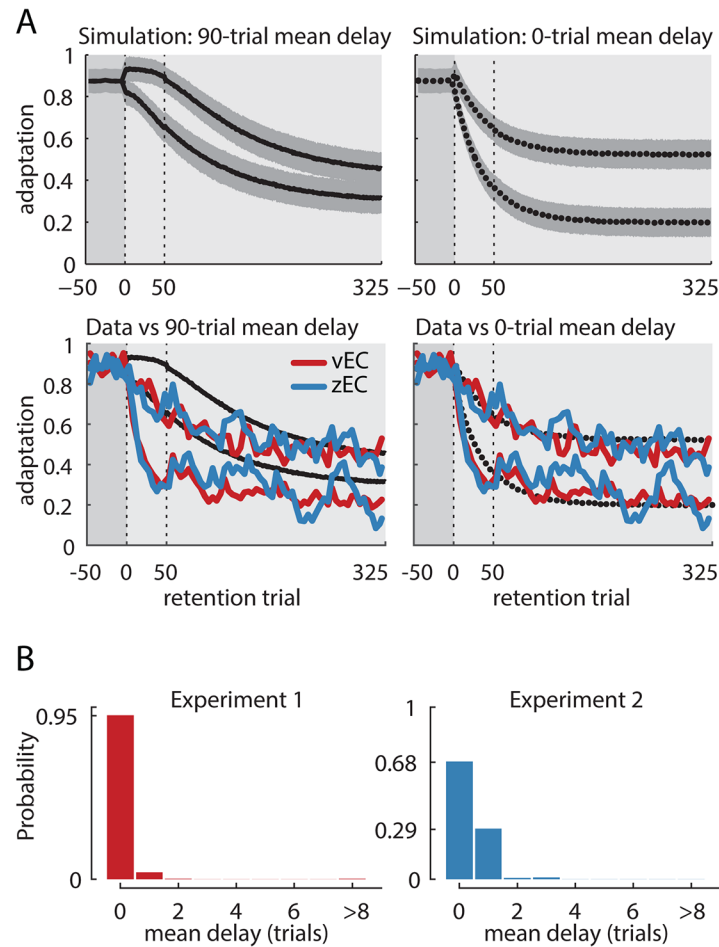 A
Simulation: 90-trial mean delay
Simulation: 0-trial mean delay
adaptation
1
0.8
0.6
0.4
0.2
0
−50 0 50 325
−50 0 50 325
Data vs 90-trial mean delay
Data vs 0-trial mean delay
vEC
zEC
adaptation
1
0.8
0.6
0.4
0.2
0
-50 0 50 325
-50 0 50 325
retention trial
retention trial
B
Experiment 1
Experiment 2
Probability
0.95
0
0 2 4 6 >8
mean delay (trials)
1
0.68
0.29
0
0 2 4 6 >8
mean delay (trials)